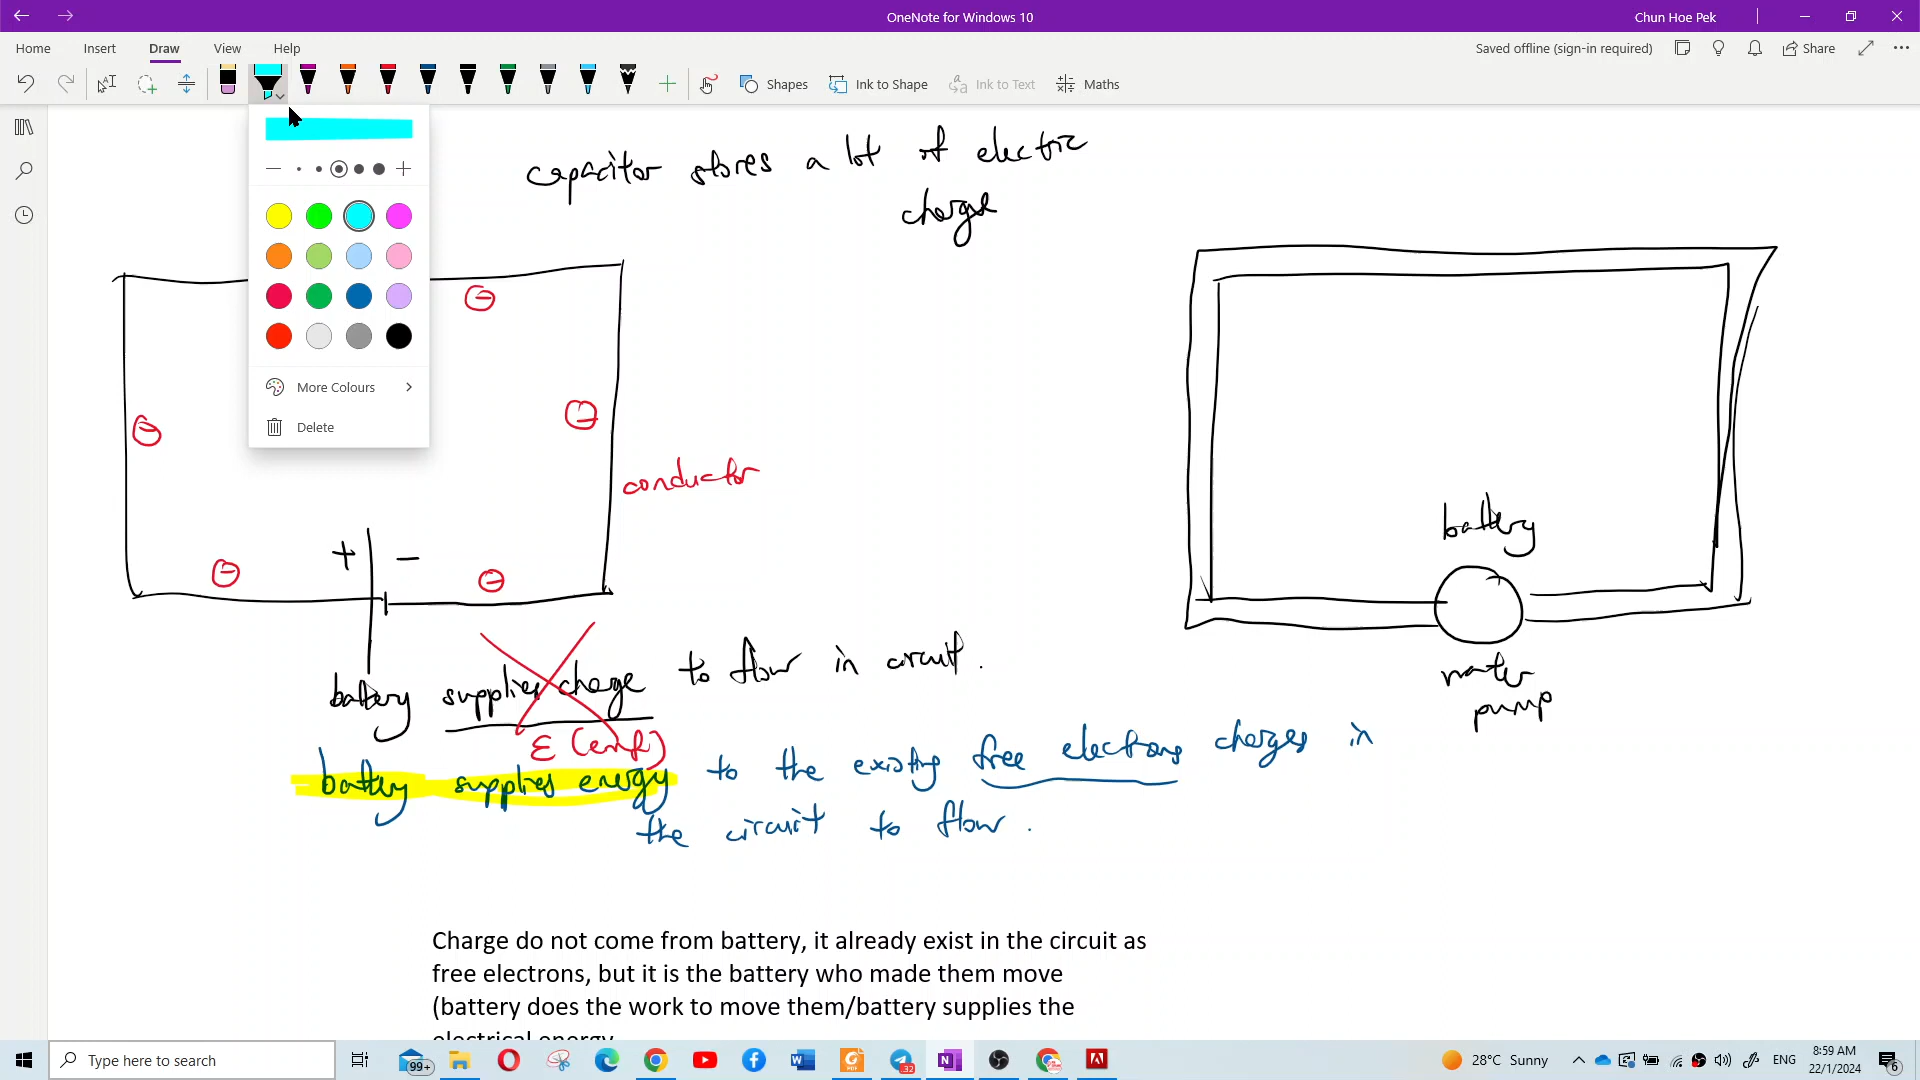 OneNote for Windows 10
Chun Hoe Pek
Home Insert Draw View Help
Saved offline (sign-in required)
Share
Shapes
Ink to Shape
Ink to Text
Maths
More Colours
Delete
capacitor stores a lot of electric
charge
conductor
+ −
battery
water
pump
battery supplies charge to flow in circuit.
ε (emf)
battery supplies energy to the existing free electrons charges in
the circuit to flow.
Charge do not come from battery, it already exist in the circuit as
free electrons, but it is the battery who made them move
(battery does the work to move them/battery supplies the
electrical energy
Type here to search
99+
32
28°C Sunny
ENG
8:59 AM
22/1/2024
6